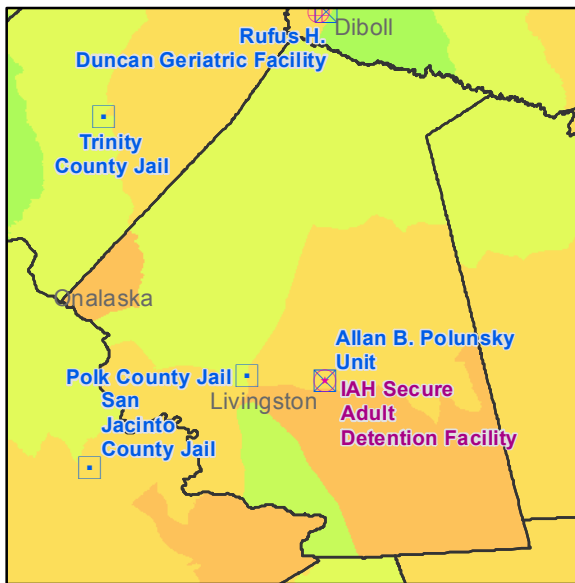 Rufus H.
Duncan Geriatric Facility
Diboll
Trinity
County Jail
Onalaska
Allan B. Polunsky
Unit
Polk County Jail
Livingston
IAH Secure
Adult
Detention Facility
San
Jacinto
County Jail